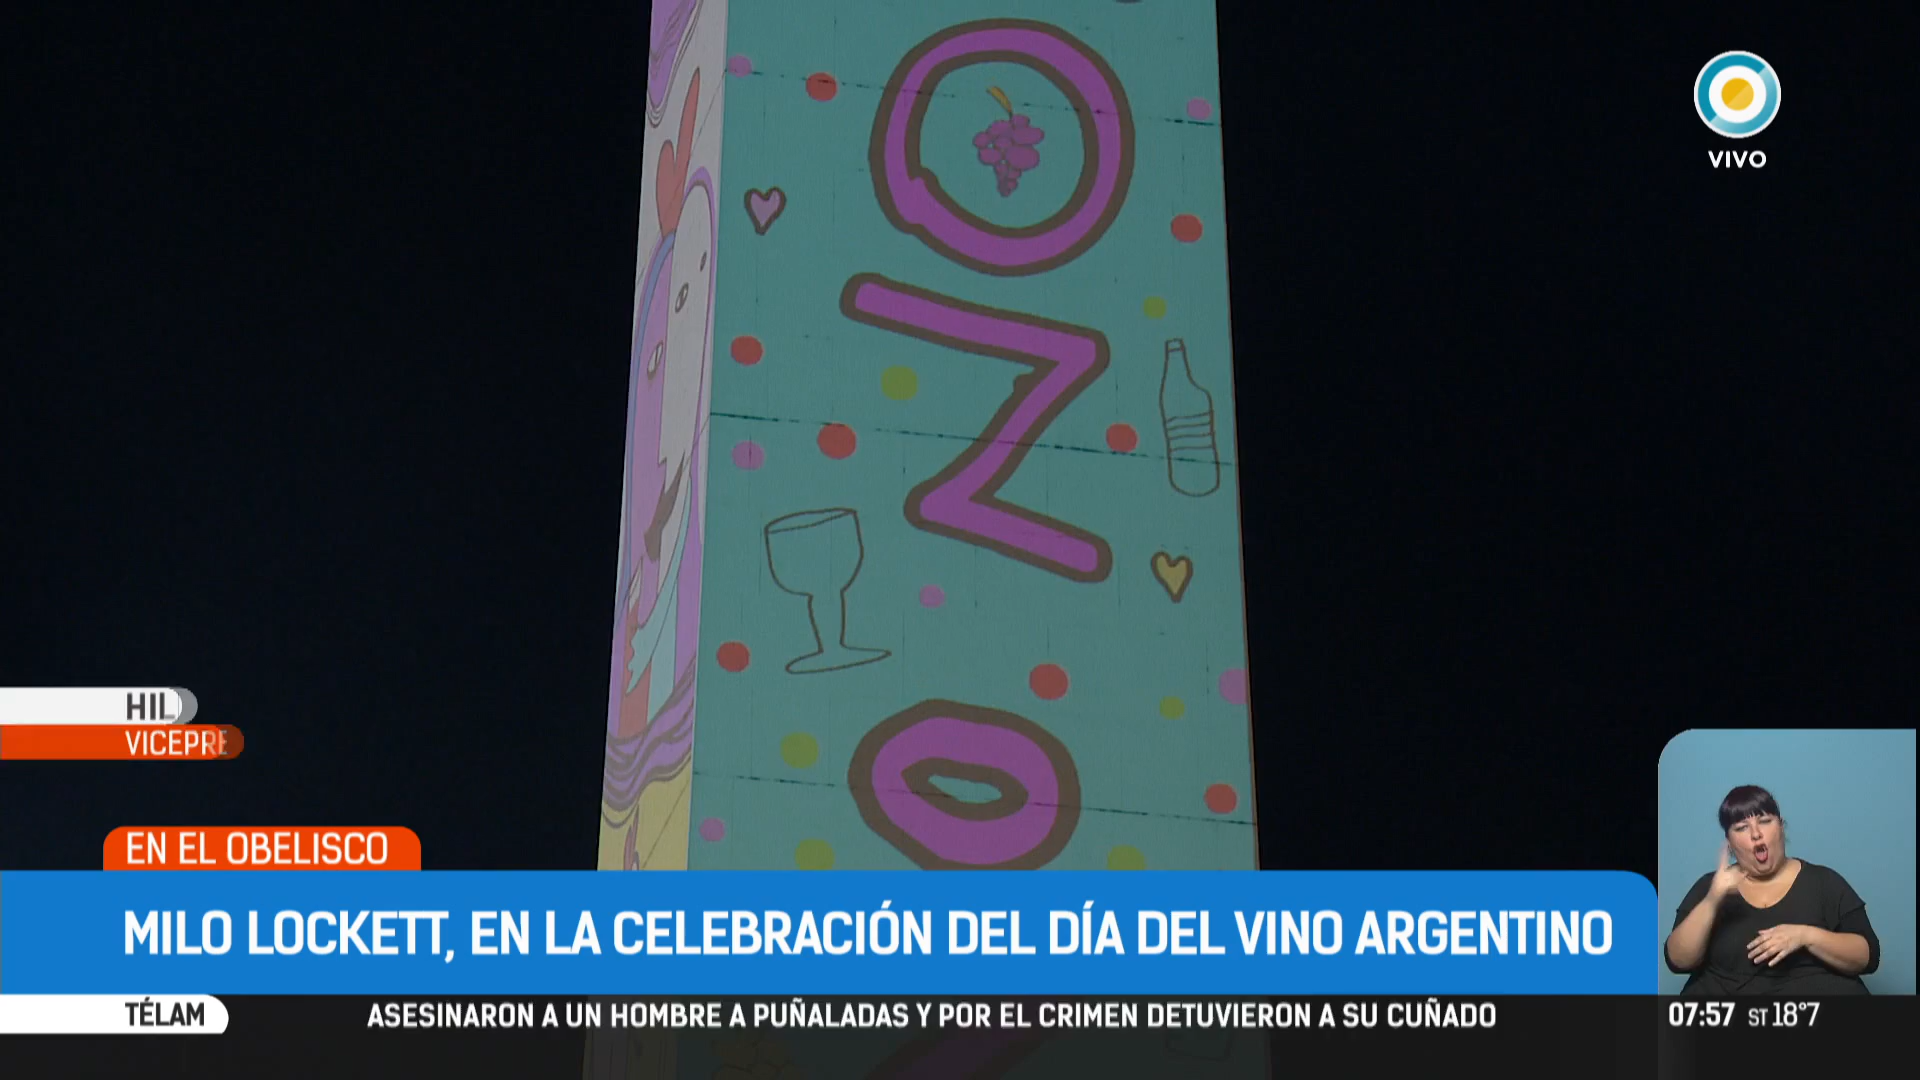 VIVO
O
N
O
HIL
VICEPRE
EN EL OBELISCO
MILO LOCKETT, EN LA CELEBRACIÓN DEL DÍA DEL VINO ARGENTINO
TÉLAM
ASESINARON A UN HOMBRE A PUÑALADAS Y POR EL CRIMEN DETUVIERON A SU CUÑADO
07:57 ST 18°7